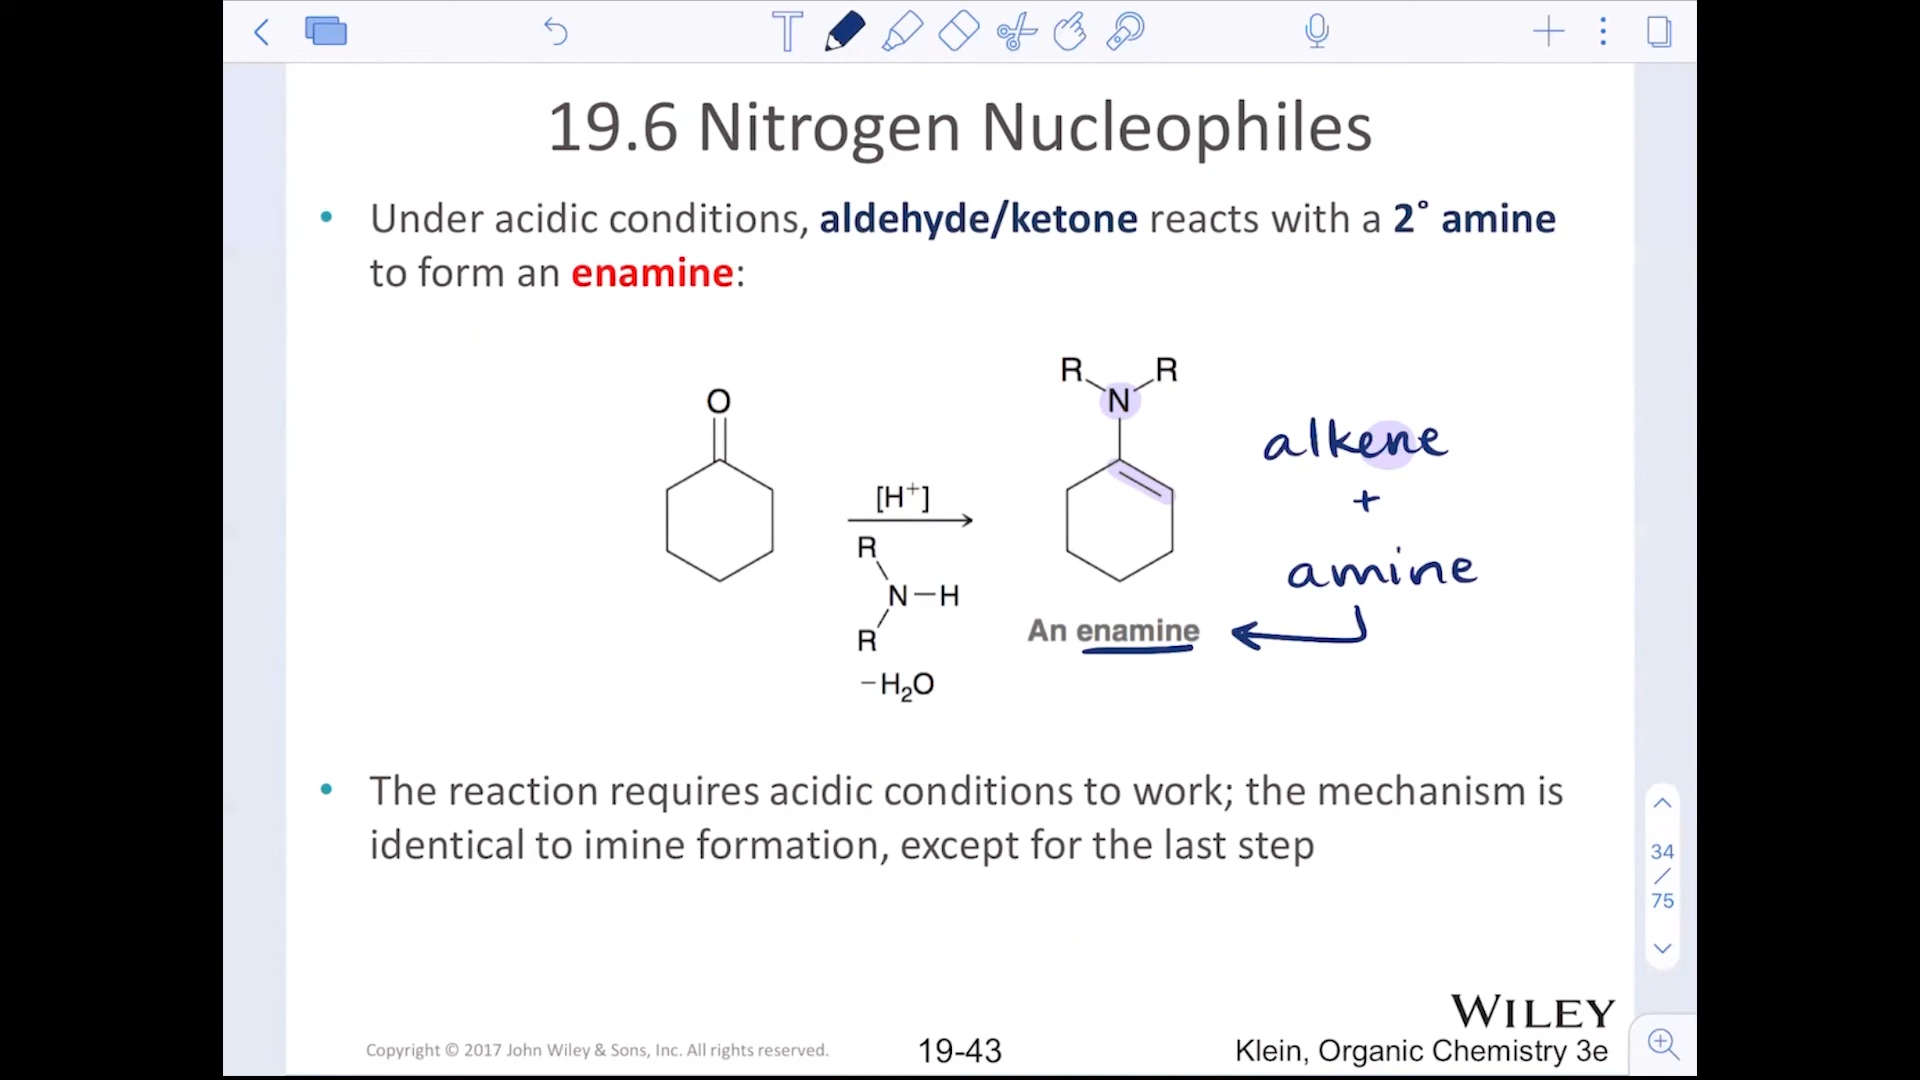 19.6 Nitrogen Nucleophiles
• Under acidic conditions, aldehyde/ketone reacts with a 2° amine
to form an enamine:
O
[H⁺]
R
N–H
R
–H₂O
R R
N
An enamine
alkene
+
amine
• The reaction requires acidic conditions to work; the mechanism is
identical to imine formation, except for the last step
34
/
75
WILEY
Copyright © 2017 John Wiley & Sons, Inc. All rights reserved.
19-43
Klein, Organic Chemistry 3e